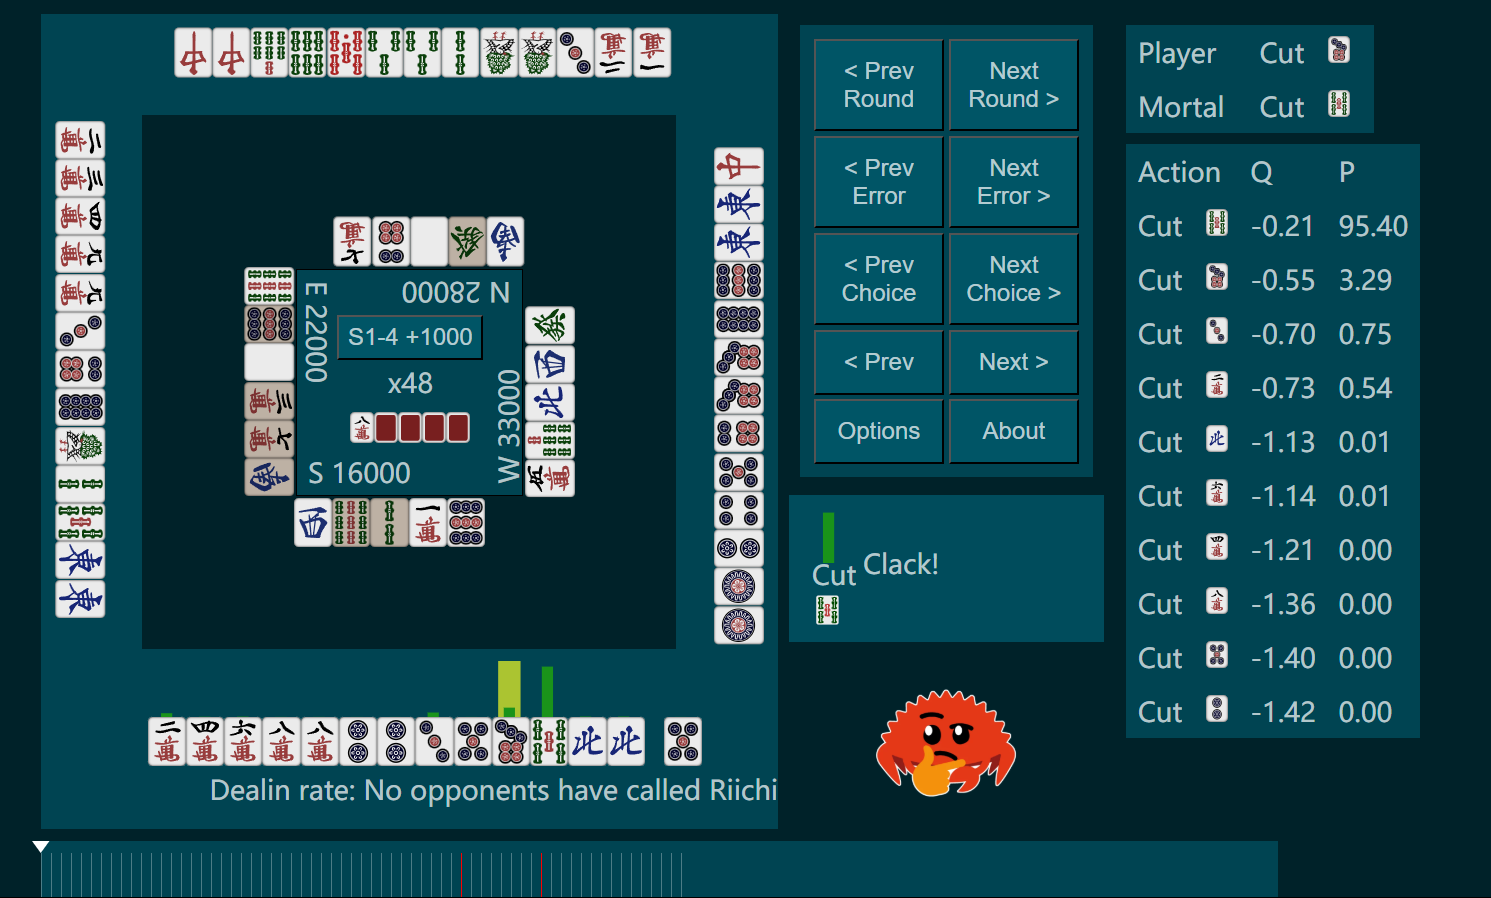 < Prev Round
Next Round >
< Prev Error
Next Error >
< Prev Choice
Next Choice >
< Prev
Next >
Options
About
Player Cut
Mortal Cut
Action Q P
Cut -0.21 95.40
Cut -0.55 3.29
Cut -0.70 0.75
Cut -0.73 0.54
Cut -1.13 0.01
Cut -1.14 0.01
Cut -1.21 0.00
Cut -1.36 0.00
Cut -1.40 0.00
Cut -1.42 0.00
N 28000
E 22000
S1-4 +1000
x48
W 33000
S 16000
Cut Clack!
Dealin rate: No opponents have called Riichi